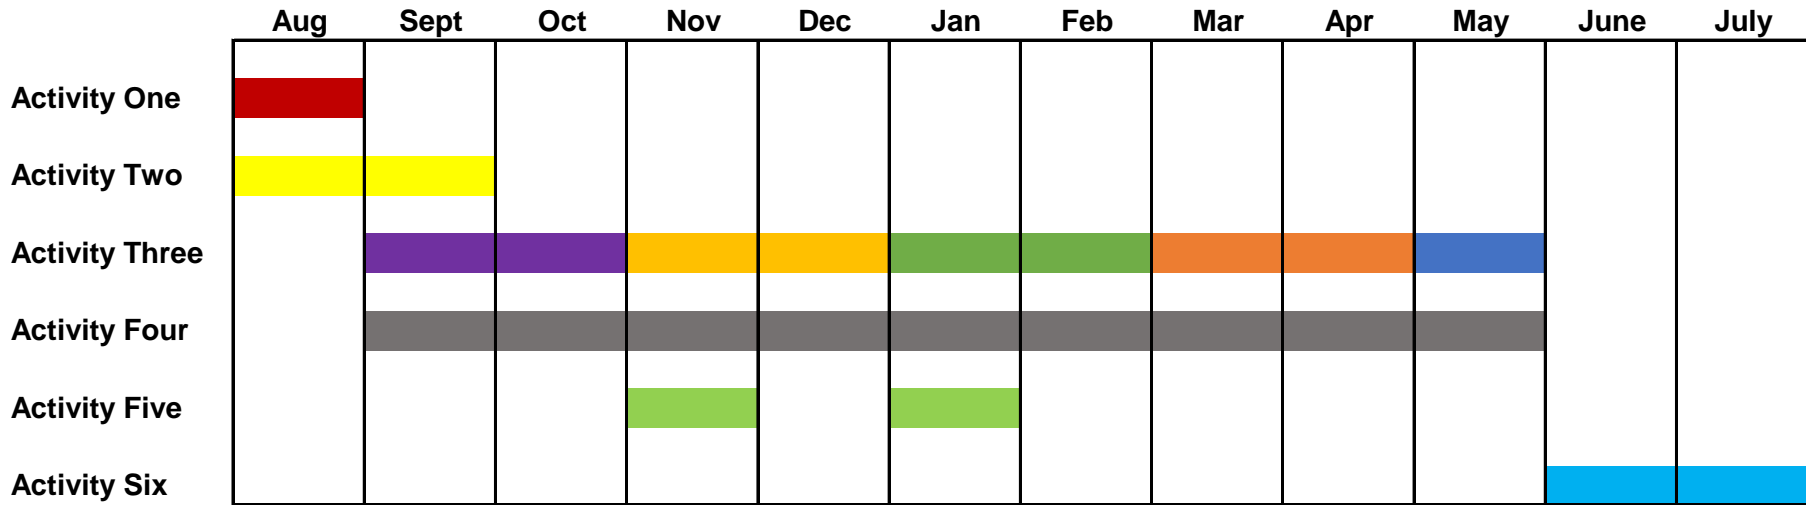 Aug Sept Oct Nov Dec Jan Feb Mar Apr May June July
Activity One
Activity Two
Activity Three
Activity Four
Activity Five
Activity Six